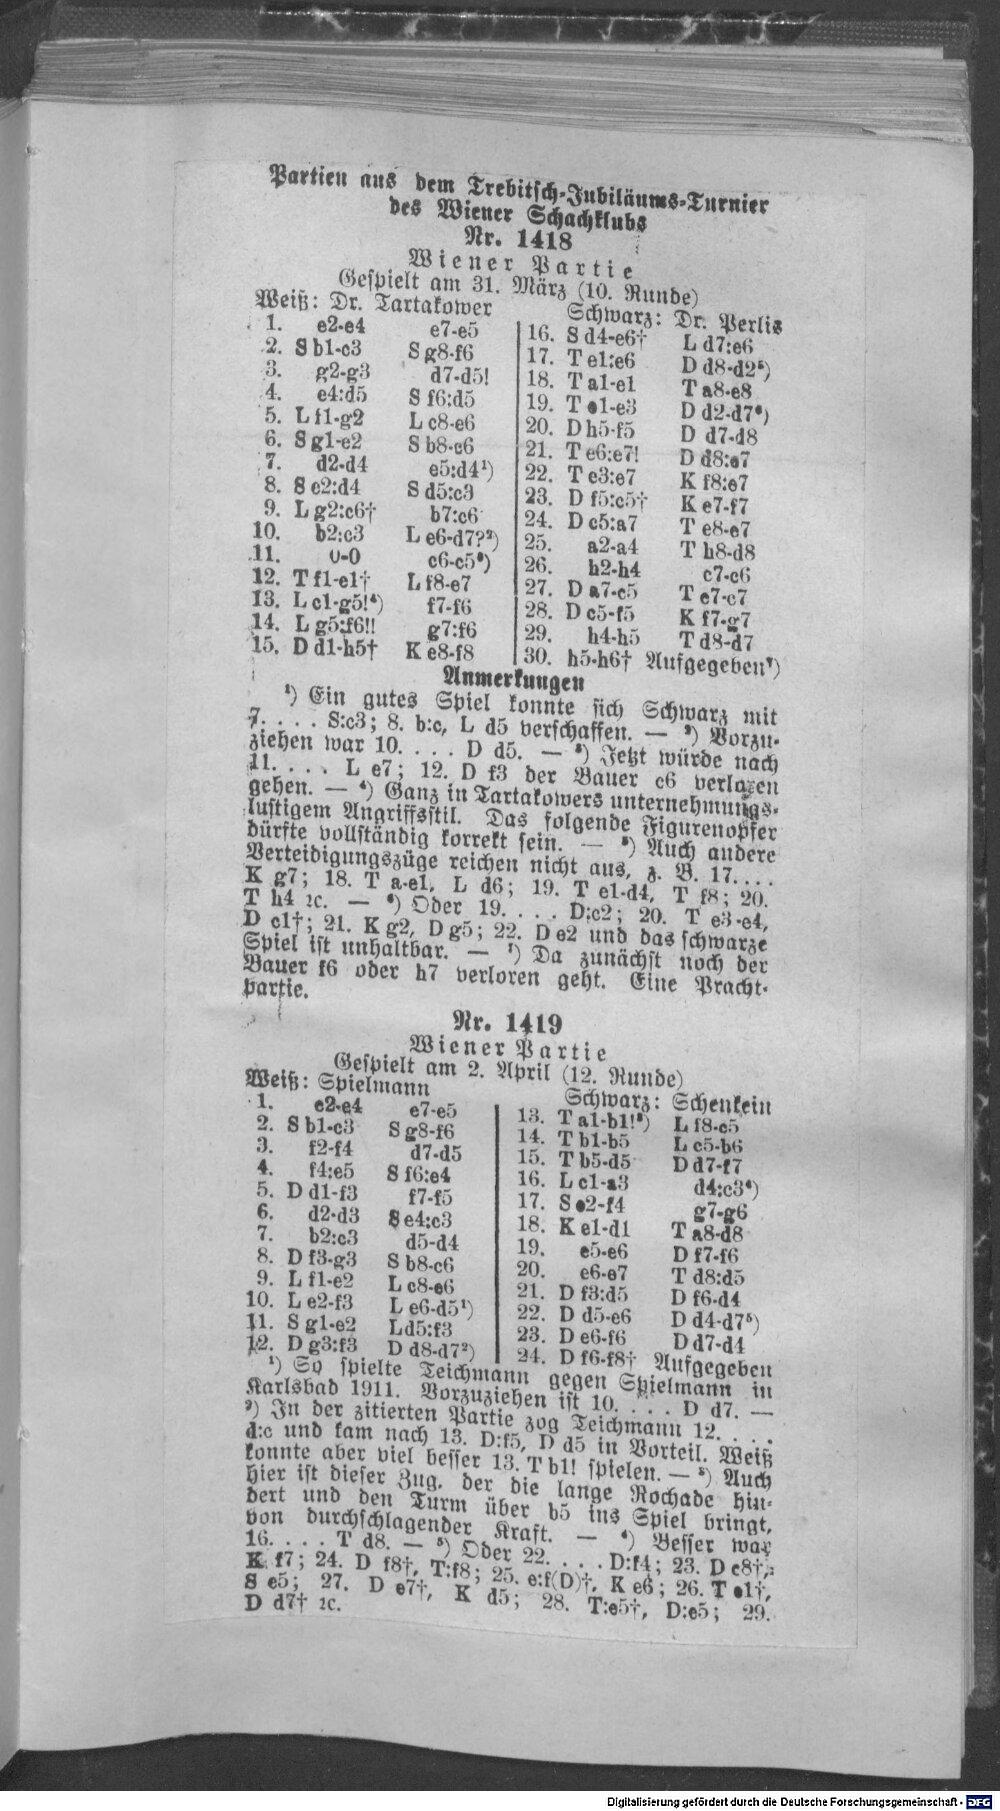 Partien aus dem Trebitsch-Jubiläums-Turnier
des Wiener Schachklubs
Nr. 1418
Wiener Partie
Gespielt am 31. März (10. Runde)
Weiß: Dr. Tartakower Schwarz: Dr. Perlis
1. e2-e4 e7-e5
2. S b1-c3 S g8-f6
3. g2-g3 d7-d5!
4. e4:d5 S f6:d5
5. L f1-g2 L c8-e6
6. S g1-e2 S b8-c6
7. d2-d4 e5:d4¹)
8. S e2:d4 S d5:c3
9. L g2:c6† b7:c6
10. b2:c3 L e6-d7?²)
11. 0-0 c6-c5³)
12. T f1-e1† L f8-e7
13. L c1-g5!⁴) f7-f6
14. L g5:f6!! g7:f6
15. D d1-h5† K e8-f8
16. S d4-e6† L d7:e6
17. T e1:e6 D d8-d2⁵)
18. T a1-e1 T a8-e8
19. T e1-e3 D d2-d7⁶)
20. D h5-f5 D d7-d8
21. T e6:e7! D d8:e7
22. T e3:e7 K f8:e7
23. D f5:c5† K e7-f7
24. D c5:a7 T e8-e7
25. a2-a4 T h8-d8
26. h2-h4 c7-c6
27. D a7-c5 T e7-c7
28. D c5-f5 K f7-g7
29. h4-h5 T d8-d7
30. h5-h6† Aufgegeben⁷)
Anmerkungen
¹) Ein gutes Spiel konnte sich Schwarz mit
7. . . . S:c3; 8. b:c, L d5 verschaffen. — ²) Vorzu-
ziehen war 10. . . . D d5. — ³) Jetzt würde nach
11. . . . L e7; 12. D f3 der Bauer c6 verloren
gehen. — ⁴) Ganz in Tartakowers unternehmungs-
lustigem Angriffsstil. Das folgende Figurenopfer
dürfte vollständig korrekt sein. — ⁵) Auch andere
Verteidigungszüge reichen nicht aus, z. B. 17. . . .
K g7; 18. T a-e1, L d6; 19. T e1-d4, T f8; 20.
T h4 ꝛc. — ⁶) Oder 19. . . . D:c2; 20. T e3-e4,
D c1†; 21. K g2, D g5; 22. D e2 und das schwarze
Spiel ist unhaltbar. — ⁷) Da zunächst noch der
Bauer f6 oder h7 verloren geht. Eine Pracht-
partie.
Nr. 1419
Wiener Partie
Gespielt am 2. April (12. Runde)
Weiß: Spielmann Schwarz: Schenkein
1. e2-e4 e7-e5
2. S b1-c3 S g8-f6
3. f2-f4 d7-d5
4. f4:e5 S f6:e4
5. D d1-f3 f7-f5
6. d2-d3 S e4:c3
7. b2:c3 d5-d4
8. D f3-g3 S b8-c6
9. L f1-e2 L c8-e6
10. L e2-f3 L e6-d5¹)
11. S g1-e2 L d5:f3
12. D g3:f3 D d8-d7²)
13. T a1-b1!³) L f8-c5
14. T b1-b5 L c5-b6
15. T b5-d5 D d7-f7
16. L c1-a3 d4:c3⁴)
17. S e2-f4 g7-g6
18. K e1-d1 T a8-d8
19. e5-e6 D f7-f6
20. e6-e7 T d8:d5
21. D f3:d5 D f6-d4
22. D d5-e6 D d4-d7⁵)
23. D e6-f6 D d7-d4
24. D f6-f8† Aufgegeben
¹) So spielte Teichmann gegen Spielmann in
Karlsbad 1911. Vorzuziehen ist 10. . . . D d7. —
²) In der zitierten Partie zog Teichmann 12. . . .
d:c und kam nach 13. D:f5, D d5 in Vorteil. Weiß
konnte aber viel besser 13. T b1! spielen. — ³) Auch
hier ist dieser Zug, der die lange Rochade hin-
dert und den Turm über b5 ins Spiel bringt,
von durchschlagender Kraft. — ⁴) Besser war
16. . . . T d8. — ⁵) Oder 22. . . . D:f4; 23. D c8†,
K f7; 24. D f8†, T:f8; 25. e:f(D)†, K e6; 26. T e1†,
S e5; 27. D e7†, K d5; 28. T:e5†, D:e5; 29.
D d7† ꝛc.
Digitalisierung gefördert durch die Deutsche Forschungsgemeinschaft - DFG